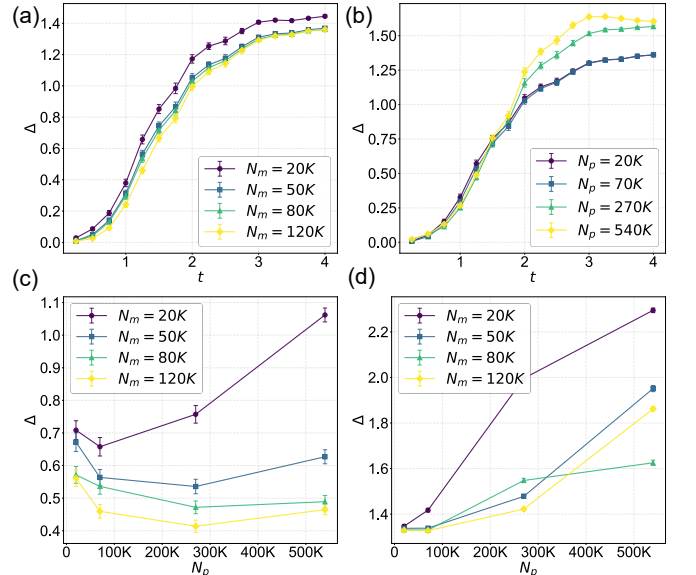 (a)
1.4
1.2
1.0
0.8
0.6
0.4
0.2
0.0
Δ
N_m = 20K
N_m = 50K
N_m = 80K
N_m = 120K
1 2 3 4
t
(b)
1.50
1.25
1.00
0.75
0.50
0.25
0.00
Δ
N_p = 20K
N_p = 70K
N_p = 270K
N_p = 540K
1 2 3 4
t
(c)
1.1
1.0
0.9
0.8
0.7
0.6
0.5
0.4
Δ
N_m = 20K
N_m = 50K
N_m = 80K
N_m = 120K
0 100K 200K 300K 400K 500K
N_p
(d)
2.2
2.0
1.8
1.6
1.4
Δ
N_m = 20K
N_m = 50K
N_m = 80K
N_m = 120K
0 100K 200K 300K 400K 500K
N_p